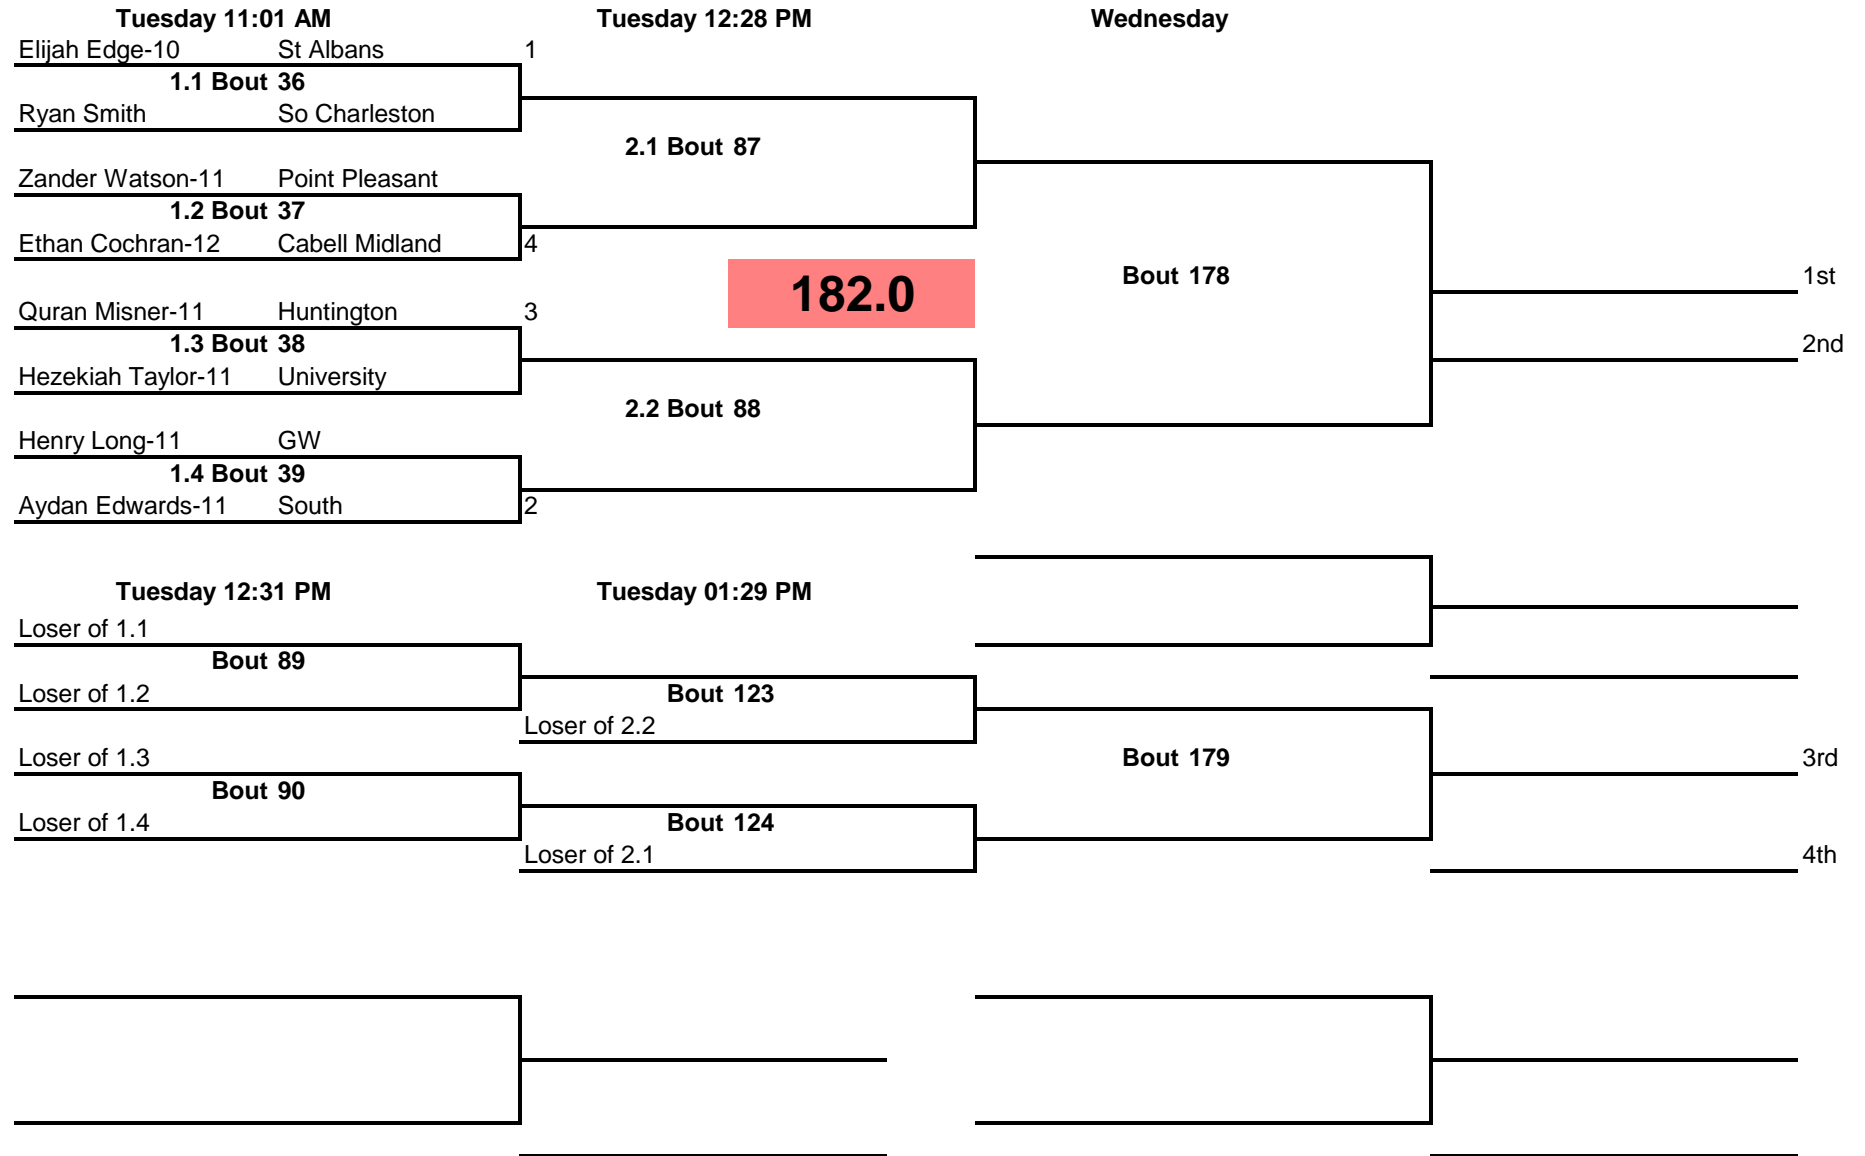 Tuesday 11:01 AM Tuesday 12:28 PM Wednesday
Elijah Edge-10 St Albans 1
1.1 Bout 36
Ryan Smith So Charleston
2.1 Bout 87
Zander Watson-11 Point Pleasant
1.2 Bout 37
Ethan Cochran-12 Cabell Midland 4
182.0 Bout 178 1st
Quran Misner-11 Huntington 3
1.3 Bout 38 2nd
Hezekiah Taylor-11 University
2.2 Bout 88
Henry Long-11 GW
1.4 Bout 39
Aydan Edwards-11 South 2
Tuesday 12:31 PM Tuesday 01:29 PM
Loser of 1.1
Bout 89
Loser of 1.2 Bout 123
Loser of 2.2
Loser of 1.3 Bout 179 3rd
Bout 90
Loser of 1.4 Bout 124
Loser of 2.1 4th